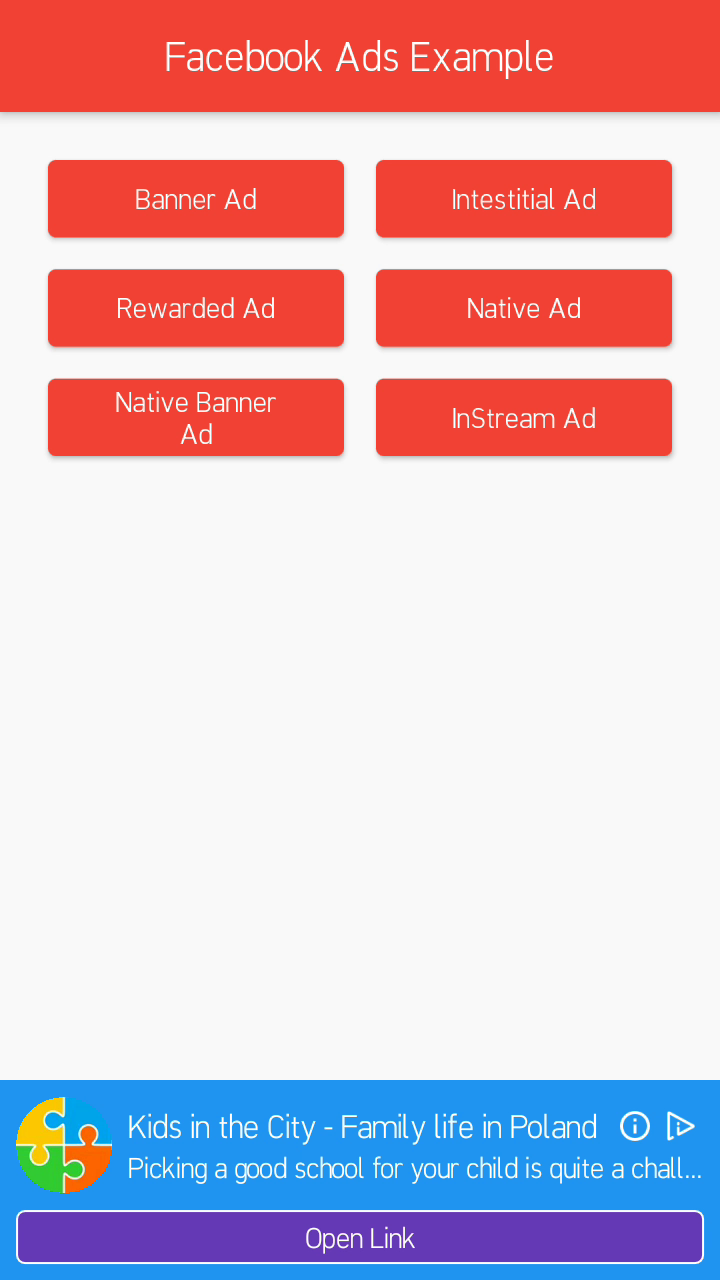 Facebook Ads Example
Banner Ad
Intestitial Ad
Rewarded Ad
Native Ad
Native Banner
Ad
InStream Ad
Kids in the City - Family life in Poland
Picking a good school for your child is quite a chall...
Open Link